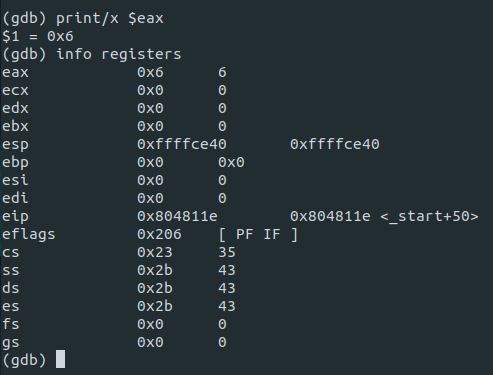 (gdb) print/x $eax
$1 = 0x6
(gdb) info registers
eax            0x6      6
ecx            0x0      0
edx            0x0      0
ebx            0x0      0
esp            0xffffce40       0xffffce40
ebp            0x0      0x0
esi            0x0      0
edi            0x0      0
eip            0x804811e        0x804811e <_start+50>
eflags         0x206    [ PF IF ]
cs             0x23     35
ss             0x2b     43
ds             0x2b     43
es             0x2b     43
fs             0x0      0
gs             0x0      0
(gdb)